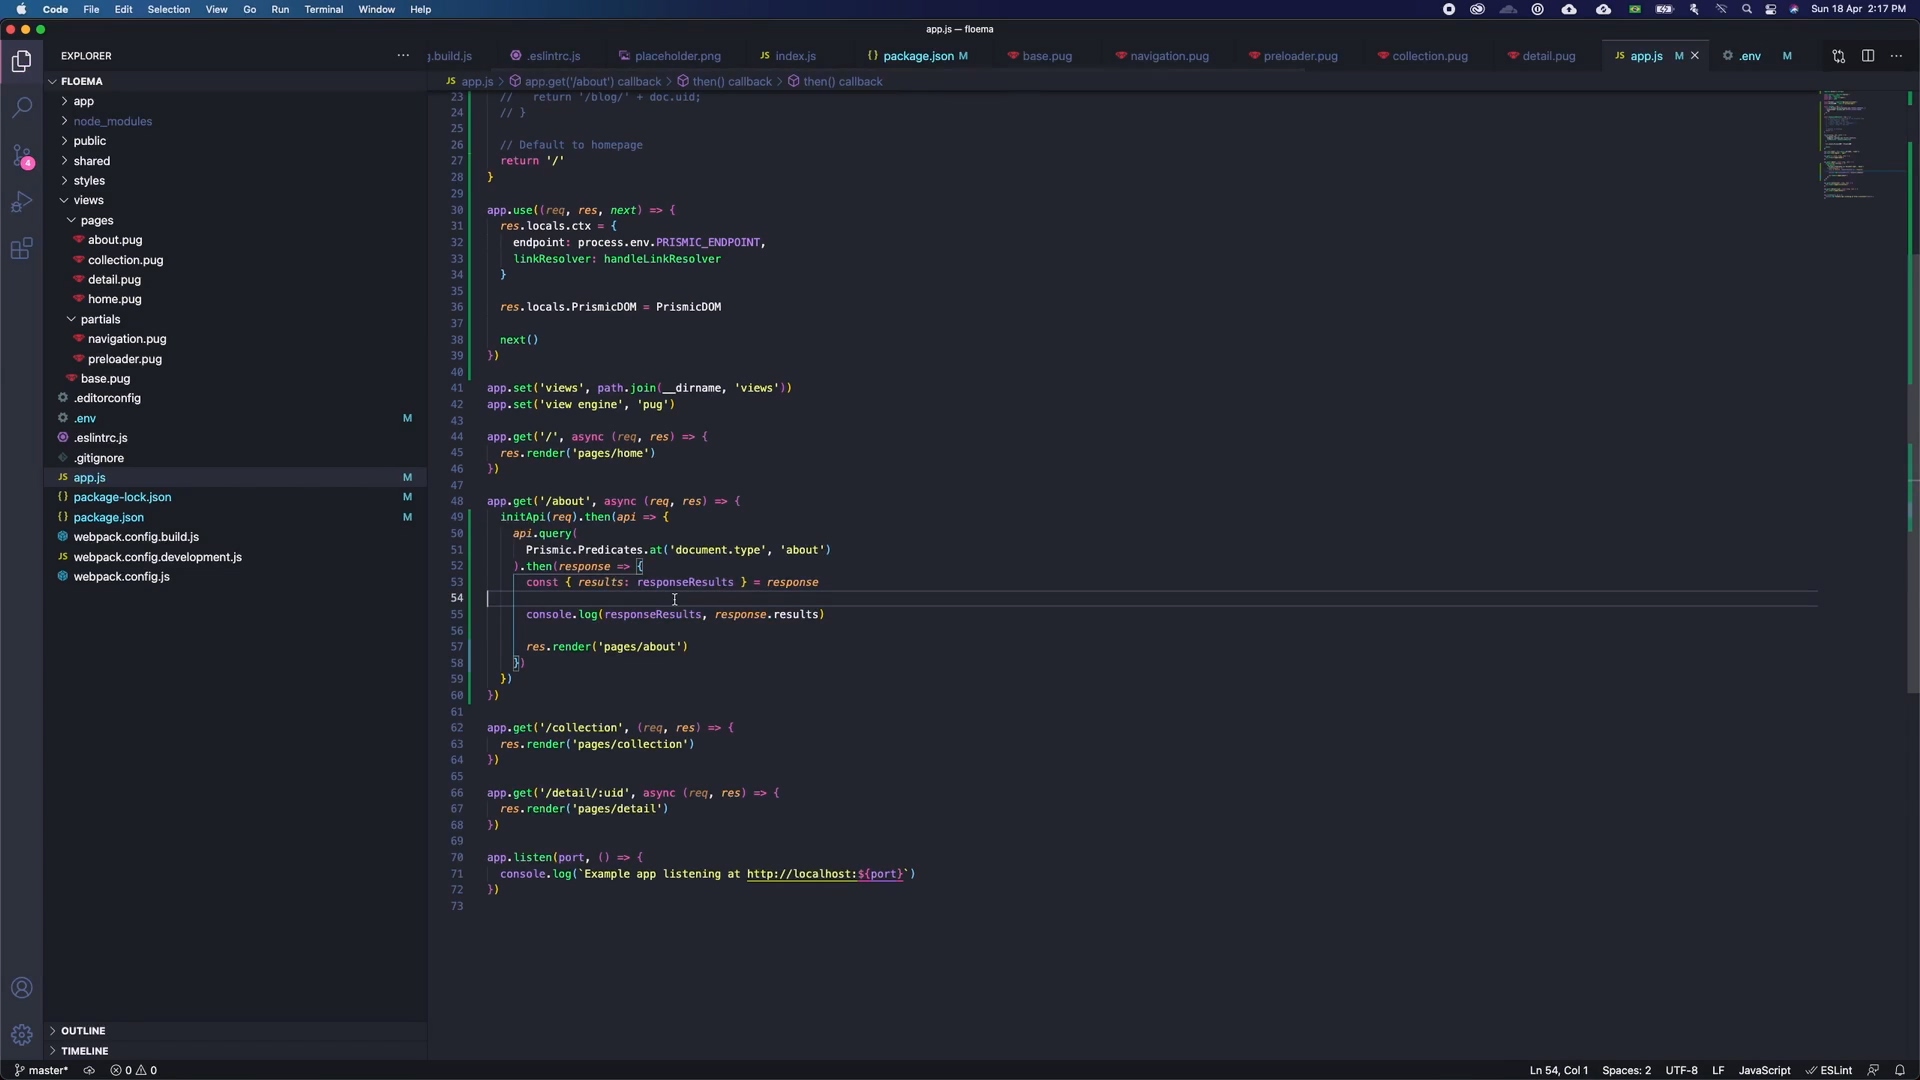 Code File Edit Selection View Go Run Terminal Window Help
Sun 18 Apr 2:17 PM
app.js — floema
EXPLORER
g.build.js .eslintrc.js placeholder.png index.js package.json M base.pug navigation.pug preloader.pug collection.pug detail.pug app.js M .env M
FLOEMA
app.js > app.get('/about') callback > then() callback > then() callback
app
node_modules
public
shared
styles
views
pages
about.pug
collection.pug
detail.pug
home.pug
partials
navigation.pug
preloader.pug
base.pug
.editorconfig
.env M
.eslintrc.js
.gitignore
app.js M
package-lock.json M
package.json M
webpack.config.build.js
webpack.config.development.js
webpack.config.js
OUTLINE
TIMELINE
4
23 //   return '/blog/' + doc.uid;
24 // }
25
26 // Default to homepage
27 return '/'
28 }
29
30 app.use((req, res, next) => {
31 res.locals.ctx = {
32 endpoint: process.env.PRISMIC_ENDPOINT,
33 linkResolver: handleLinkResolver
34 }
35
36 res.locals.PrismicDOM = PrismicDOM
37
38 next()
39 })
40
41 app.set('views', path.join(__dirname, 'views'))
42 app.set('view engine', 'pug')
43
44 app.get('/', async (req, res) => {
45 res.render('pages/home')
46 })
47
48 app.get('/about', async (req, res) => {
49 initApi(req).then(api => {
50 api.query(
51 Prismic.Predicates.at('document.type', 'about')
52 ).then(response => {
53 const { results: responseResults } = response
54
55 console.log(responseResults, response.results)
56
57 res.render('pages/about')
58 })
59 })
60 })
61
62 app.get('/collection', (req, res) => {
63 res.render('pages/collection')
64 })
65
66 app.get('/detail/:uid', async (req, res) => {
67 res.render('pages/detail')
68 })
69
70 app.listen(port, () => {
71 console.log(`Example app listening at http://localhost:${port}`)
72 })
73
master* 0 0
Ln 54, Col 1 Spaces: 2 UTF-8 LF JavaScript ESLint